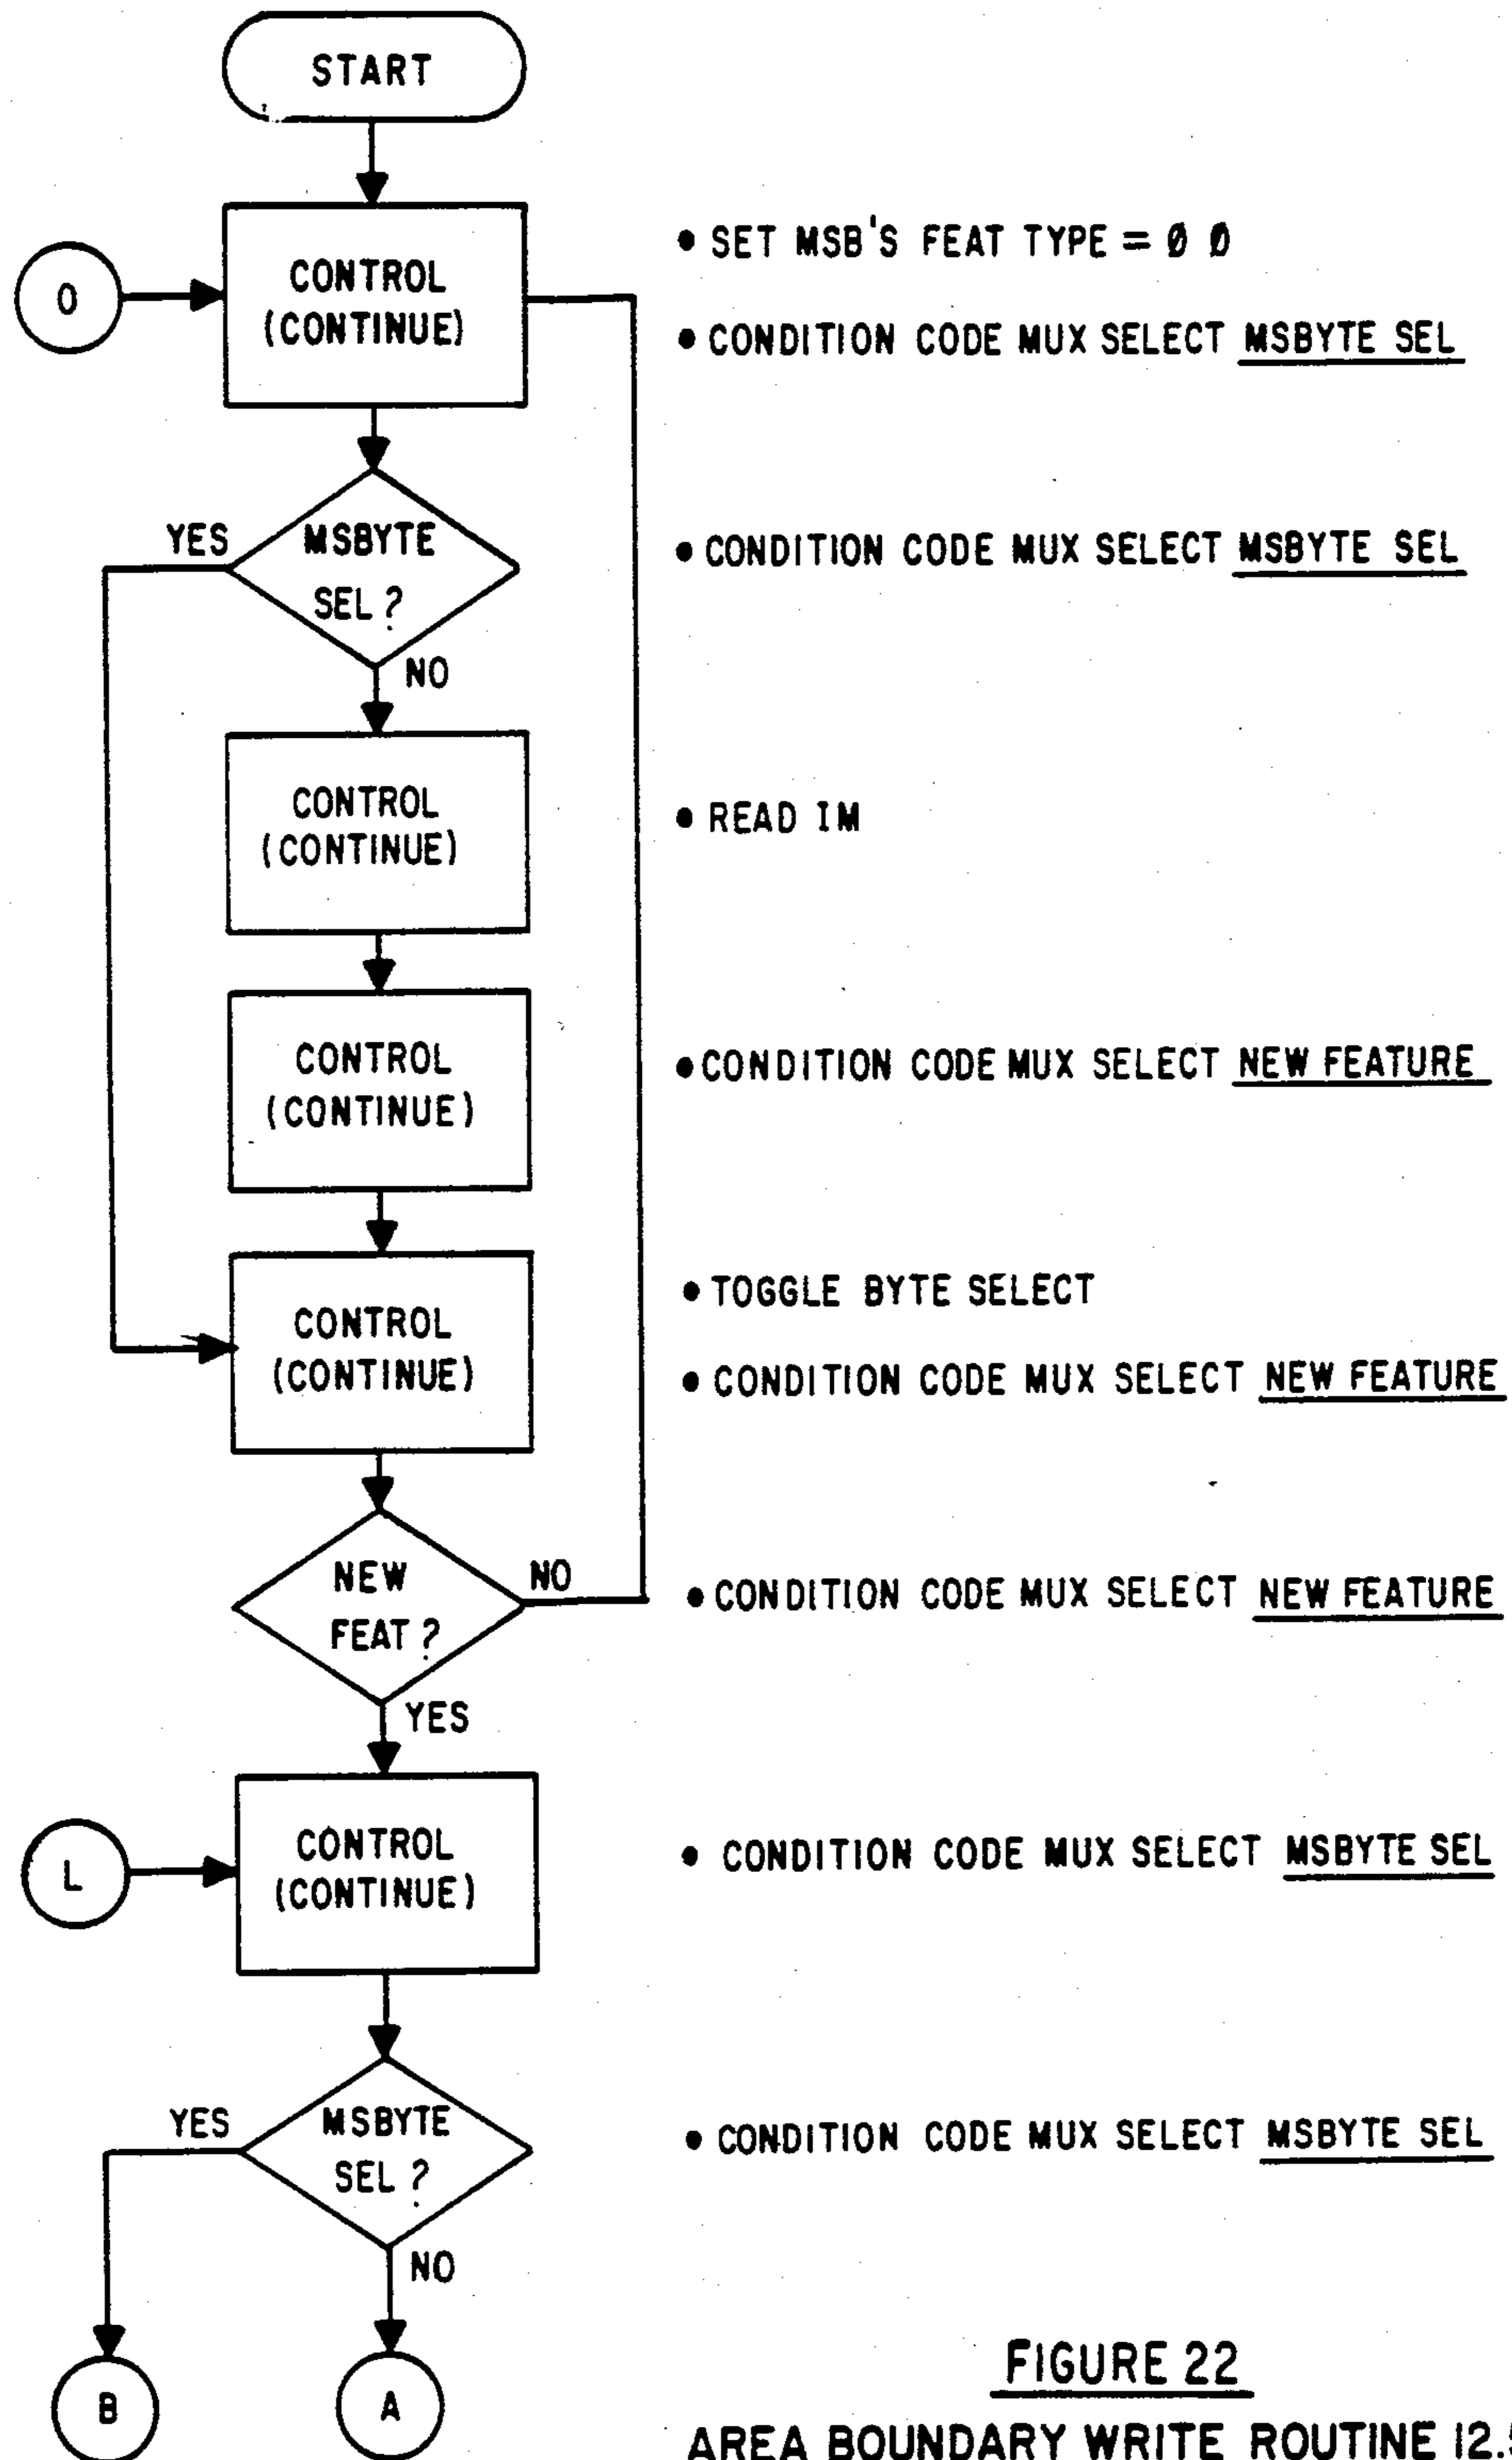 START
O
CONTROL
(CONTINUE)
• SET MSB'S FEAT TYPE = Ø Ø
• CONDITION CODE MUX SELECT MSBYTE SEL
YES
MSBYTE
SEL ?
NO
• CONDITION CODE MUX SELECT MSBYTE SEL
CONTROL
(CONTINUE)
• READ IM
CONTROL
(CONTINUE)
• CONDITION CODE MUX SELECT NEW FEATURE
CONTROL
(CONTINUE)
• TOGGLE BYTE SELECT
• CONDITION CODE MUX SELECT NEW FEATURE
NEW
FEAT ?
NO
YES
• CONDITION CODE MUX SELECT NEW FEATURE
L
CONTROL
(CONTINUE)
• CONDITION CODE MUX SELECT MSBYTE SEL
YES
MSBYTE
SEL ?
NO
• CONDITION CODE MUX SELECT MSBYTE SEL
B
A
FIGURE 22
AREA BOUNDARY WRITE ROUTINE